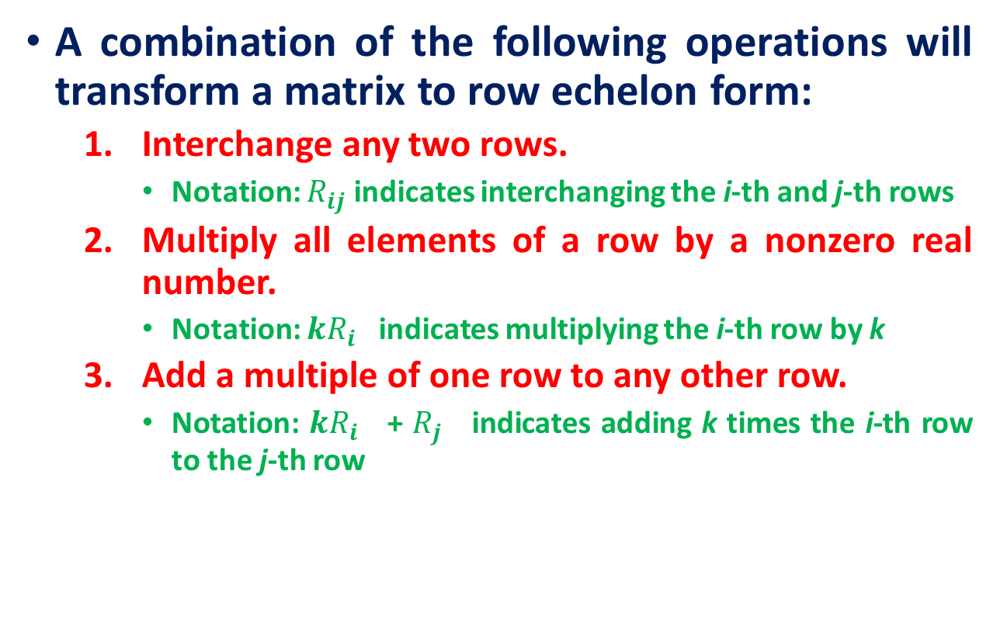 • A combination of the following operations will
transform a matrix to row echelon form:
1. Interchange any two rows.
• Notation: R_ij indicates interchanging the i-th and j-th rows
2. Multiply all elements of a row by a nonzero real
number.
• Notation: kR_i indicates multiplying the i-th row by k
3. Add a multiple of one row to any other row.
• Notation: kR_i + R_j indicates adding k times the i-th row
to the j-th row